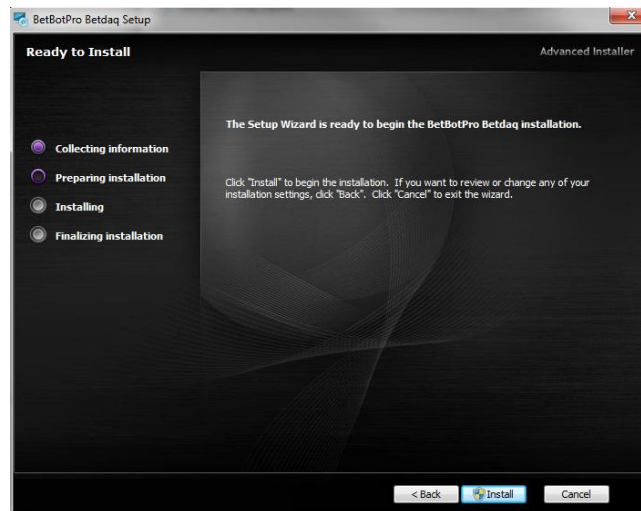 BetBotPro Betdaq Setup
Ready to Install
Advanced Installer
The Setup Wizard is ready to begin the BetBotPro Betdaq installation.
Collecting information
Preparing installation
Installing
Finalizing installation
Click "Install" to begin the installation.  If you want to review or change any of your
installation settings, click "Back".  Click "Cancel" to exit the wizard.
< Back
Install
Cancel